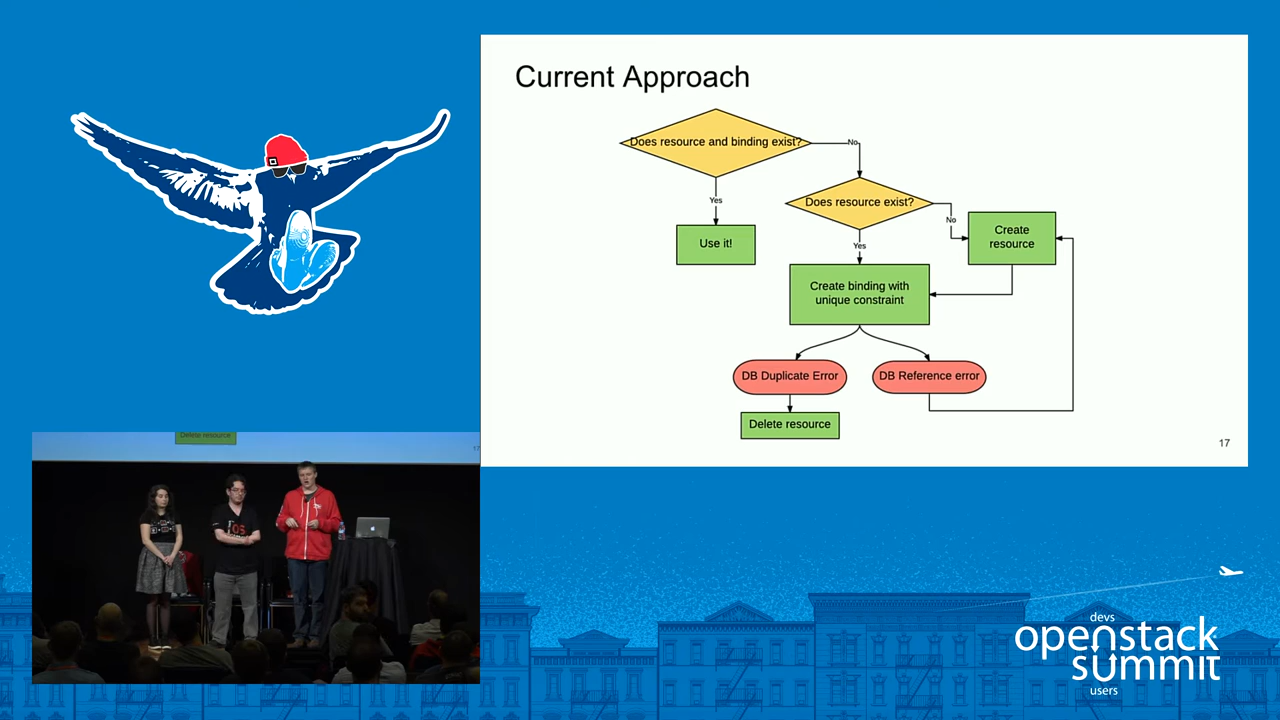 Current Approach
Does resource and binding exist?
No
Yes
Does resource exist?
No
Use it!
Yes
Create
resource
Create binding with
unique constraint
DB Duplicate Error
DB Reference error
Delete resource
17
Delete resource
17
OS
devs
openstack
summit
users